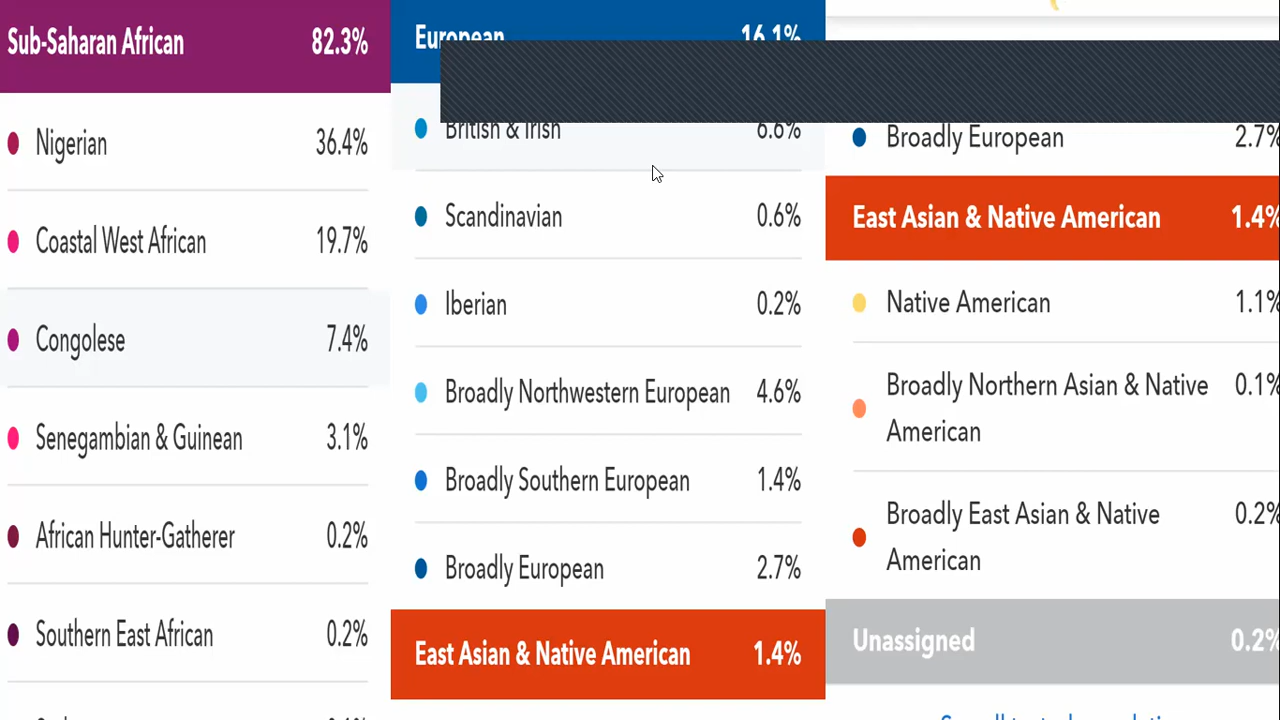 Sub-Saharan African 82.3%
Nigerian 36.4%
Coastal West African 19.7%
Congolese 7.4%
Senegambian & Guinean 3.1%
African Hunter-Gatherer 0.2%
Southern East African 0.2%
European 16.1%
British & Irish 6.6%
Scandinavian 0.6%
Iberian 0.2%
Broadly Northwestern European 4.6%
Broadly Southern European 1.4%
Broadly European 2.7%
East Asian & Native American 1.4%
Broadly European 2.7%
East Asian & Native American 1.4%
Native American 1.1%
Broadly Northern Asian & Native 0.1%
American
Broadly East Asian & Native 0.2%
American
Unassigned 0.2%